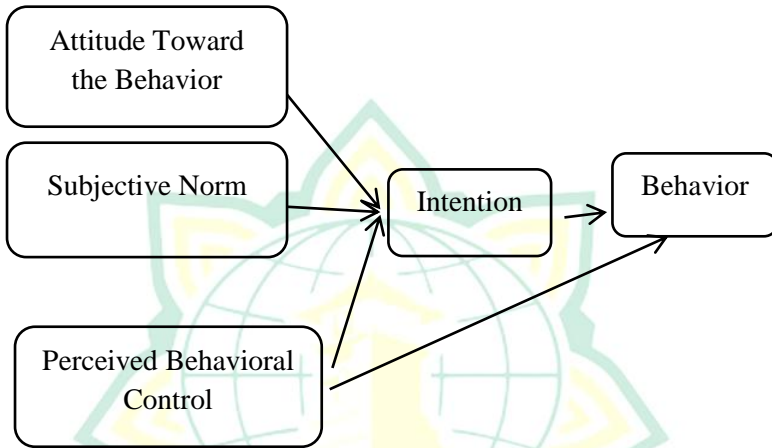 Attitude Toward
the Behavior
Subjective Norm
Intention
Behavior
Perceived Behavioral
Control